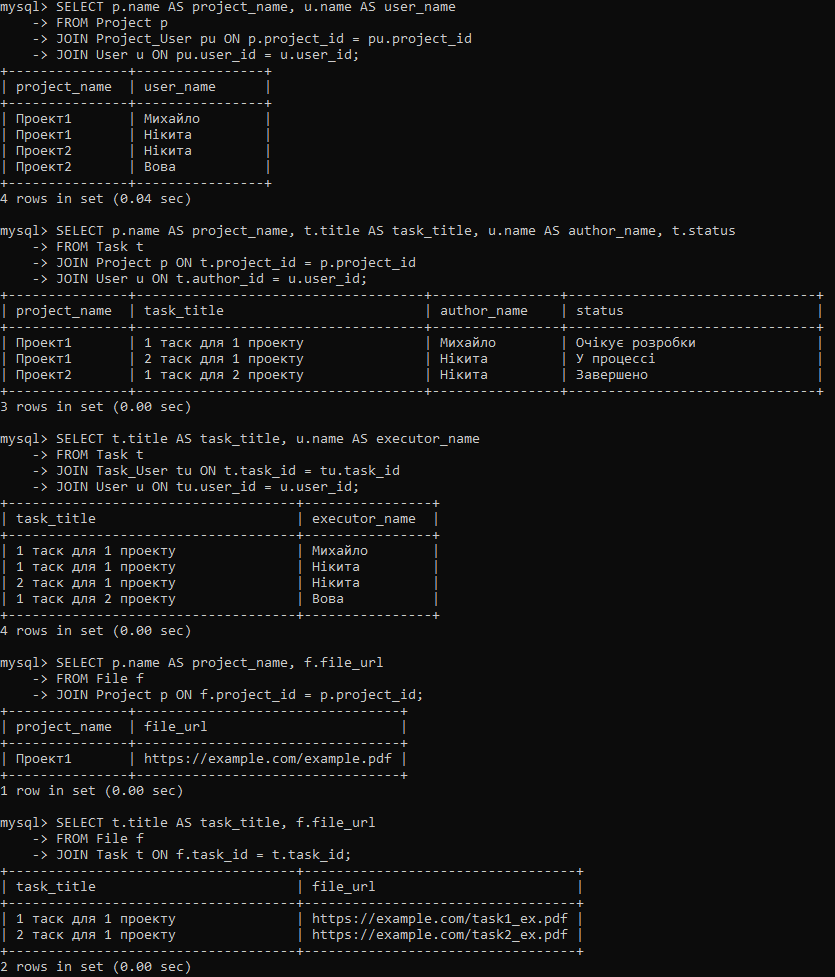 mysql> SELECT p.name AS project_name, u.name AS user_name
    -> FROM Project p
    -> JOIN Project_User pu ON p.project_id = pu.project_id
    -> JOIN User u ON pu.user_id = u.user_id;
+---------------+----------------+
| project_name  | user_name      |
+---------------+----------------+
| Проект1       | Михайло        |
| Проект1       | Нікита         |
| Проект2       | Нікита         |
| Проект2       | Вова           |
+---------------+----------------+
4 rows in set (0.04 sec)
mysql> SELECT p.name AS project_name, t.title AS task_title, u.name AS author_name, t.status
    -> FROM Task t
    -> JOIN Project p ON t.project_id = p.project_id
    -> JOIN User u ON t.author_id = u.user_id;
+---------------+------------------------------------+----------------+-------------------------------+
| project_name  | task_title                         | author_name    | status                        |
+---------------+------------------------------------+----------------+-------------------------------+
| Проект1       | 1 таск для 1 проекту               | Михайло        | Очікує розробки               |
| Проект1       | 2 таск для 1 проекту               | Нікита         | У процессі                    |
| Проект2       | 1 таск для 2 проекту               | Нікита         | Завершено                     |
+---------------+------------------------------------+----------------+-------------------------------+
3 rows in set (0.00 sec)
mysql> SELECT t.title AS task_title, u.name AS executor_name
    -> FROM Task t
    -> JOIN Task_User tu ON t.task_id = tu.task_id
    -> JOIN User u ON tu.user_id = u.user_id;
+------------------------------------+----------------+
| task_title                         | executor_name  |
+------------------------------------+----------------+
| 1 таск для 1 проекту               | Михайло        |
| 1 таск для 1 проекту               | Нікита         |
| 2 таск для 1 проекту               | Нікита         |
| 1 таск для 2 проекту               | Вова           |
+------------------------------------+----------------+
4 rows in set (0.00 sec)
mysql> SELECT p.name AS project_name, f.file_url
    -> FROM File f
    -> JOIN Project p ON f.project_id = p.project_id;
+---------------+---------------------------------+
| project_name  | file_url                        |
+---------------+---------------------------------+
| Проект1       | https://example.com/example.pdf |
+---------------+---------------------------------+
1 row in set (0.00 sec)
mysql> SELECT t.title AS task_title, f.file_url
    -> FROM File f
    -> JOIN Task t ON f.task_id = t.task_id;
+------------------------------------+----------------------------------+
| task_title                         | file_url                         |
+------------------------------------+----------------------------------+
| 1 таск для 1 проекту               | https://example.com/task1_ex.pdf |
| 2 таск для 1 проекту               | https://example.com/task2_ex.pdf |
+------------------------------------+----------------------------------+
2 rows in set (0.00 sec)